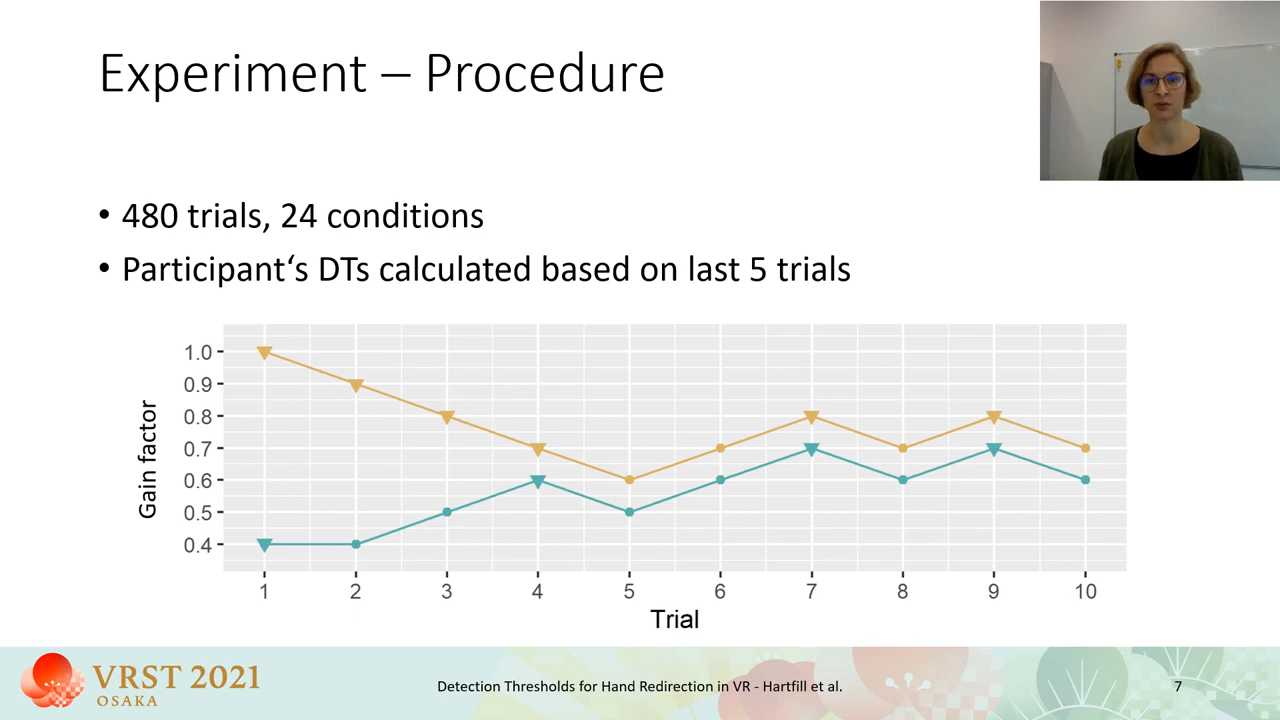 Experiment – Procedure
• 480 trials, 24 conditions
• Participant‘s DTs calculated based on last 5 trials
1.0
0.9
0.8
0.7
0.6
0.5
0.4
Gain factor
1 2 3 4 5 6 7 8 9 10
Trial
VRST 2021
OSAKA
Detection Thresholds for Hand Redirection in VR - Hartfill et al.
7